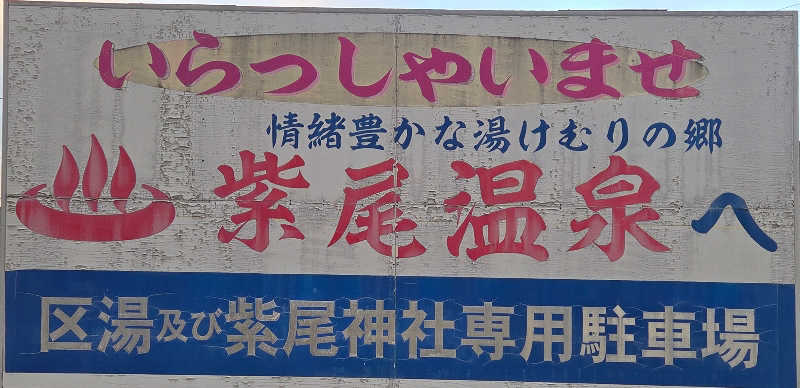 いらっしゃいませ
情緒豊かな湯けむりの郷
♨紫尾温泉へ
区湯及び紫尾神社専用駐車場